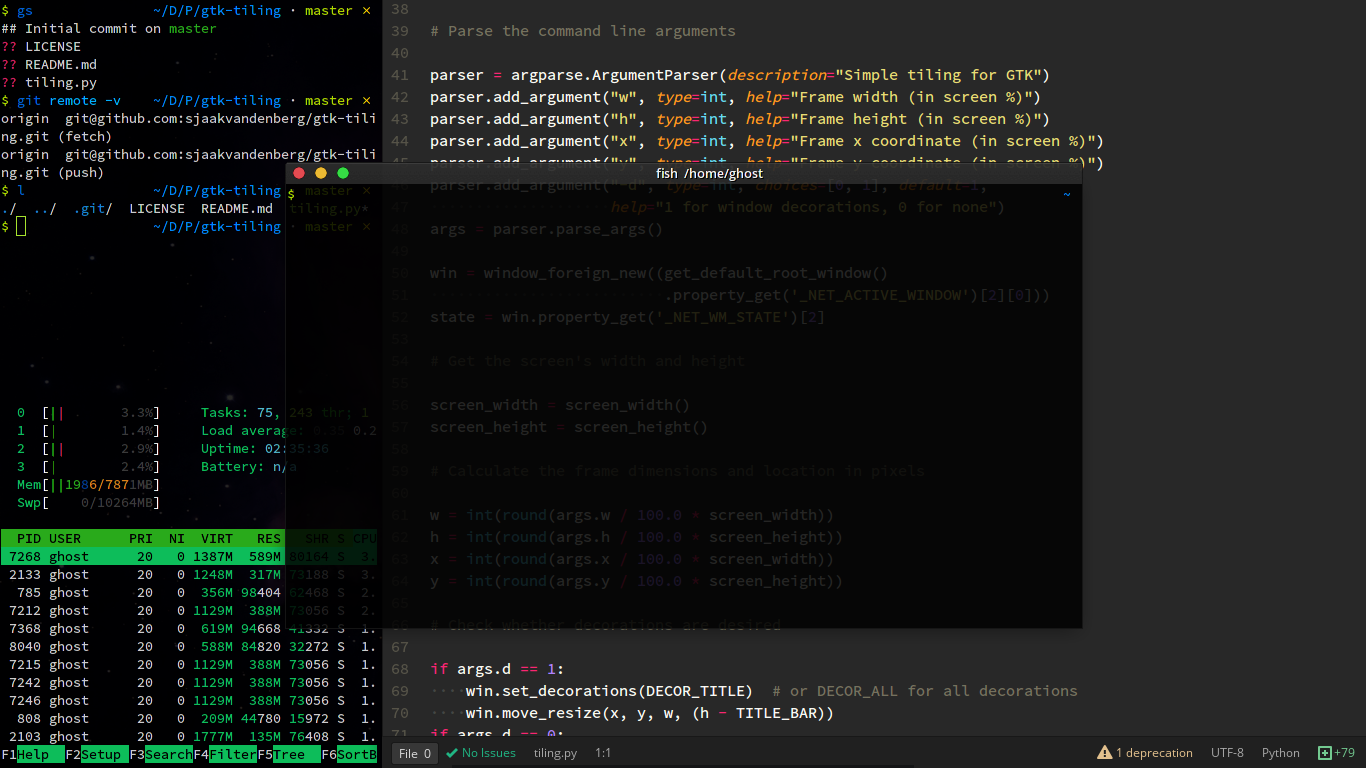 $ gs ~/D/P/gtk-tiling · master ×
## Initial commit on master
?? LICENSE
?? README.md
?? tiling.py
$ git remote -v ~/D/P/gtk-tiling · master ×
origin git@github.com:sjaakvandenberg/gtk-tili
ng.git (fetch)
origin git@github.com:sjaakvandenberg/gtk-tili
ng.git (push)
$ l ~/D/P/gtk-tiling · master ×
./ ../ .git/ LICENSE README.md tiling.py*
$ ~/D/P/gtk-tiling · master ×
0 [|| 3.3%] Tasks: 75, 243 thr; 1
1 [| 1.4%] Load average: 0.35 0.2
2 [|| 2.9%] Uptime: 02:35:36
3 [| 2.4%] Battery: n/a
Mem[||1986/7871MB]
Swp[ 0/10264MB]
PID USER PRI NI VIRT RES SHR S CPU
7268 ghost 20 0 1387M 589M 80164 S 3.
2133 ghost 20 0 1248M 317M 73188 S 3.
785 ghost 20 0 356M 98404 62468 S 2.
7212 ghost 20 0 1129M 388M 73056 S 2.
7368 ghost 20 0 619M 94668 41332 S 1.
8040 ghost 20 0 588M 84820 32272 S 1.
7215 ghost 20 0 1129M 388M 73056 S 1.
7242 ghost 20 0 1129M 388M 73056 S 1.
7246 ghost 20 0 1129M 388M 73056 S 1.
808 ghost 20 0 209M 44780 15972 S 1.
2103 ghost 20 0 1777M 135M 76408 S 1.
F1Help F2Setup F3SearchF4FilterF5Tree F6SortB
38
39 # Parse the command line arguments
40
41 parser = argparse.ArgumentParser(description="Simple tiling for GTK")
42 parser.add_argument("w", type=int, help="Frame width (in screen %)")
43 parser.add_argument("h", type=int, help="Frame height (in screen %)")
44 parser.add_argument("x", type=int, help="Frame x coordinate (in screen %)")
45 parser.add_argument("y", type=int, help="Frame y coordinate (in screen %)")
fish /home/ghost
$ ~
46 parser.add_argument("-d", type=int, choices=[0, 1], default=1,
47 help="1 for window decorations, 0 for none")
48 args = parser.parse_args()
49
50 win = window_foreign_new((get_default_root_window()
51 .property_get('_NET_ACTIVE_WINDOW')[2][0]))
52 state = win.property_get('_NET_WM_STATE')[2]
53
54 # Get the screen's width and height
55
56 screen_width = screen_width()
57 screen_height = screen_height()
58
59 # Calculate the frame dimensions and location in pixels
60
61 w = int(round(args.w / 100.0 * screen_width))
62 h = int(round(args.h / 100.0 * screen_height))
63 x = int(round(args.x / 100.0 * screen_width))
64 y = int(round(args.y / 100.0 * screen_height))
65
66 # Check whether decorations are desired
67
68 if args.d == 1:
69 ····win.set_decorations(DECOR_TITLE) # or DECOR_ALL for all decorations
70 ····win.move_resize(x, y, w, (h - TITLE_BAR))
71 if args.d == 0:
File 0 No Issues tiling.py 1:1 1 deprecation UTF-8 Python +79